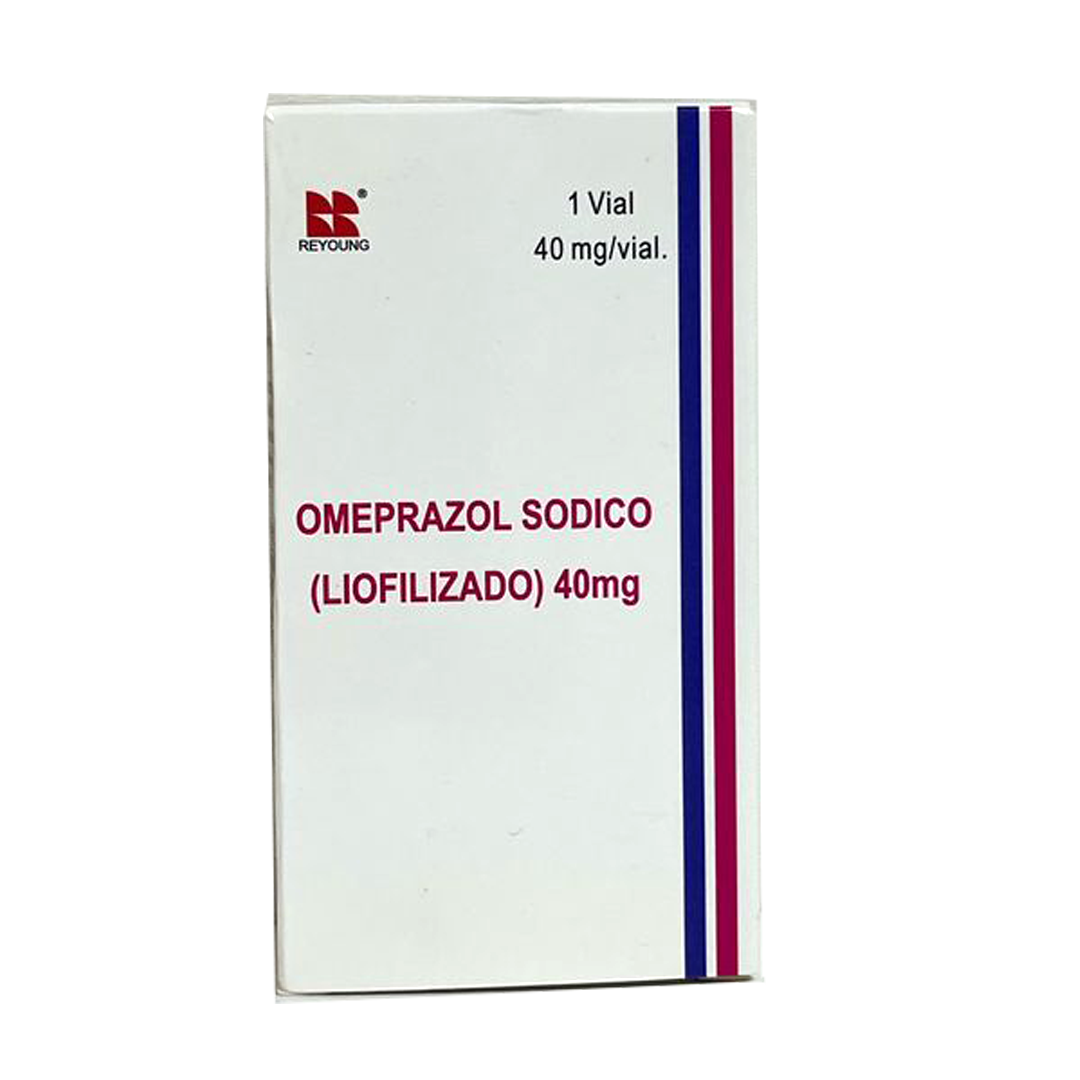 ®
REYOUNG
1 Vial
40 mg/vial.
OMEPRAZOL SODICO
(LIOFILIZADO) 40mg